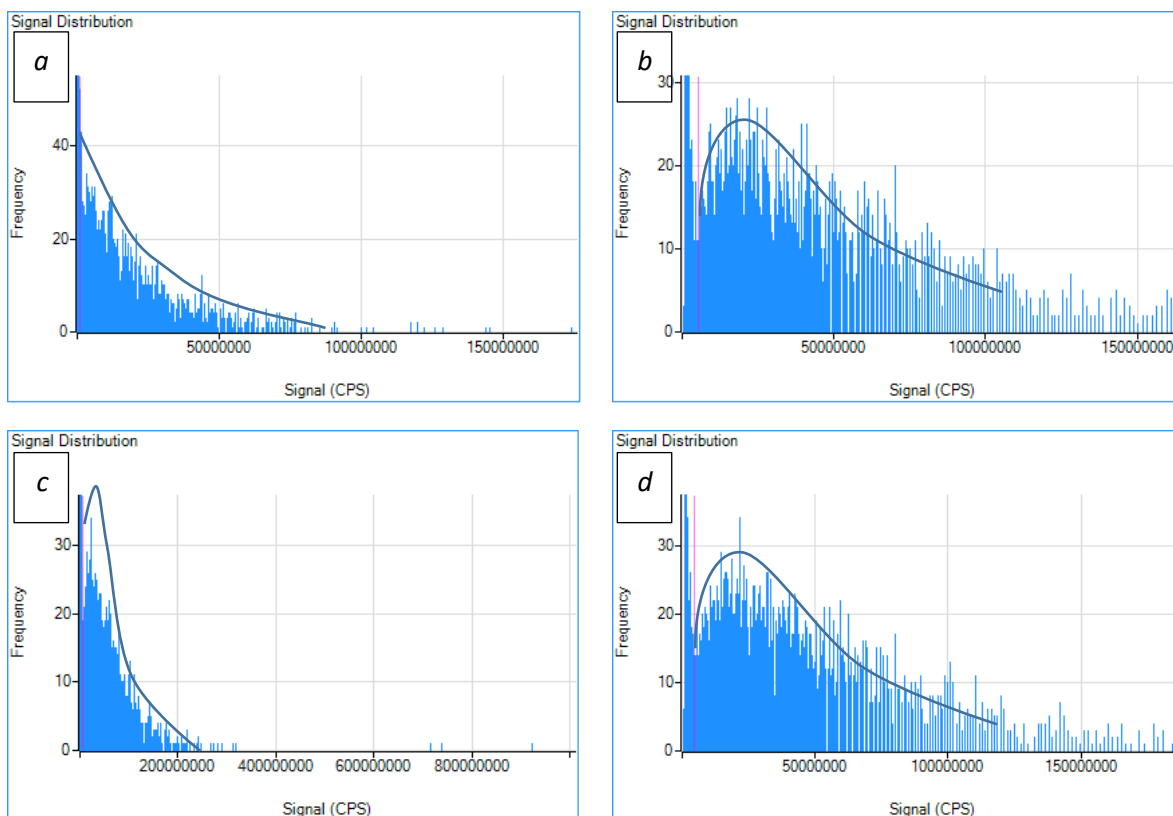 Signal Distribution
a
Frequency
40
20
0
50000000 100000000 150000000
Signal (CPS)
Signal Distribution
b
Frequency
30
20
10
0
50000000 100000000 150000000
Signal (CPS)
Signal Distribution
c
Frequency
30
20
10
0
200000000 400000000 600000000 800000000
Signal (CPS)
Signal Distribution
d
Frequency
30
20
10
0
50000000 100000000 150000000
Signal (CPS)